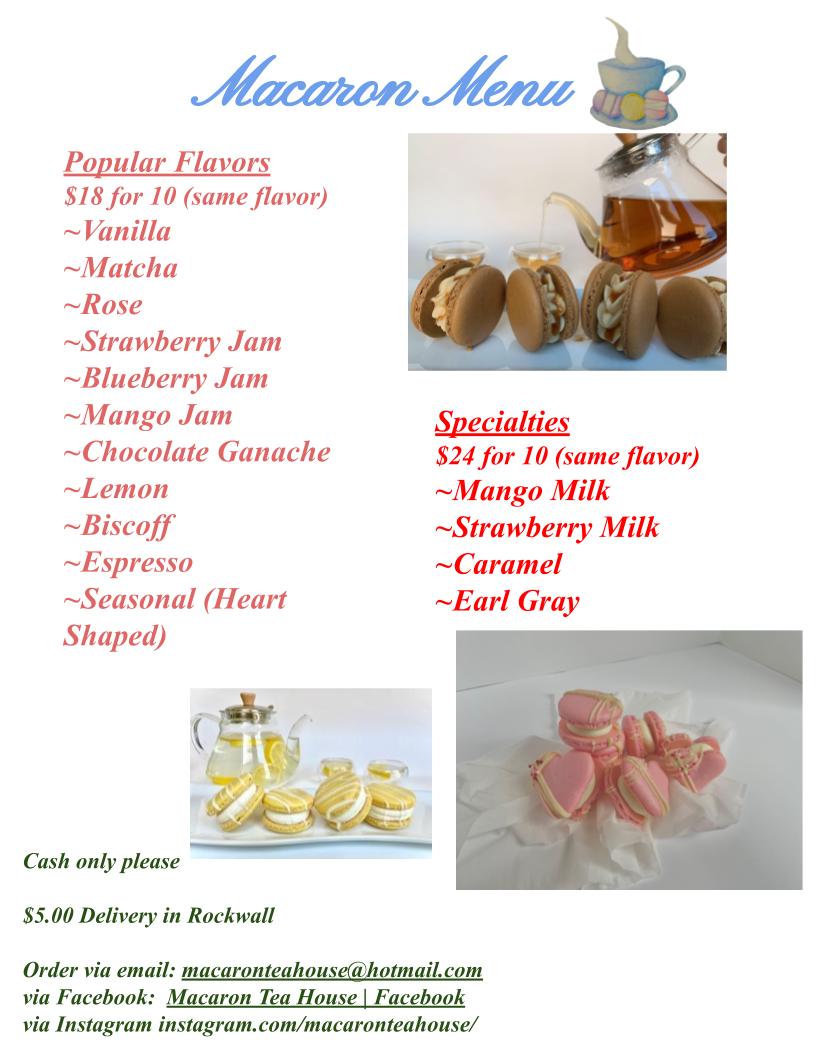 Macaron Menu
Popular Flavors
$18 for 10 (same flavor)
~Vanilla
~Matcha
~Rose
~Strawberry Jam
~Blueberry Jam
~Mango Jam
~Chocolate Ganache
~Lemon
~Biscoff
~Espresso
~Seasonal (Heart
Shaped)
Specialties
$24 for 10 (same flavor)
~Mango Milk
~Strawberry Milk
~Caramel
~Earl Gray
Cash only please
$5.00 Delivery in Rockwall
Order via email: macaronteahouse@hotmail.com
via Facebook: Macaron Tea House | Facebook
via Instagram instagram.com/macaronteahouse/